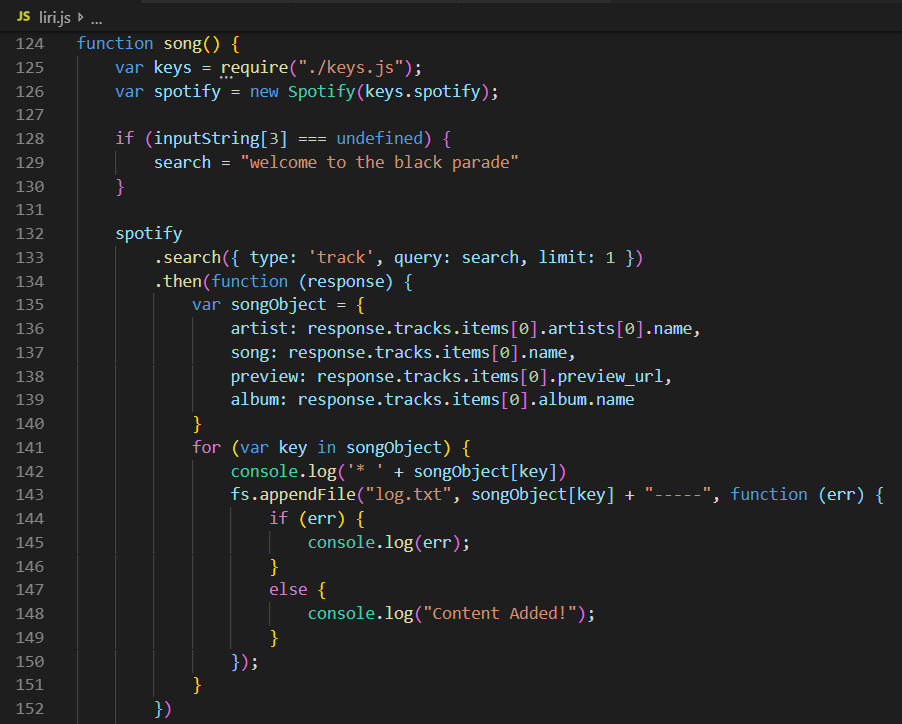 JS liri.js ▸ ...
124 function song() {
125     var keys = require("./keys.js");
126     var spotify = new Spotify(keys.spotify);
127
128     if (inputString[3] === undefined) {
129         search = "welcome to the black parade"
130     }
131
132     spotify
133         .search({ type: 'track', query: search, limit: 1 })
134         .then(function (response) {
135             var songObject = {
136                 artist: response.tracks.items[0].artists[0].name,
137                 song: response.tracks.items[0].name,
138                 preview: response.tracks.items[0].preview_url,
139                 album: response.tracks.items[0].album.name
140             }
141             for (var key in songObject) {
142                 console.log('* ' + songObject[key])
143                 fs.appendFile("log.txt", songObject[key] + "-----", function (err) {
144                     if (err) {
145                         console.log(err);
146                     }
147                     else {
148                         console.log("Content Added!");
149                     }
150                 });
151             }
152         })